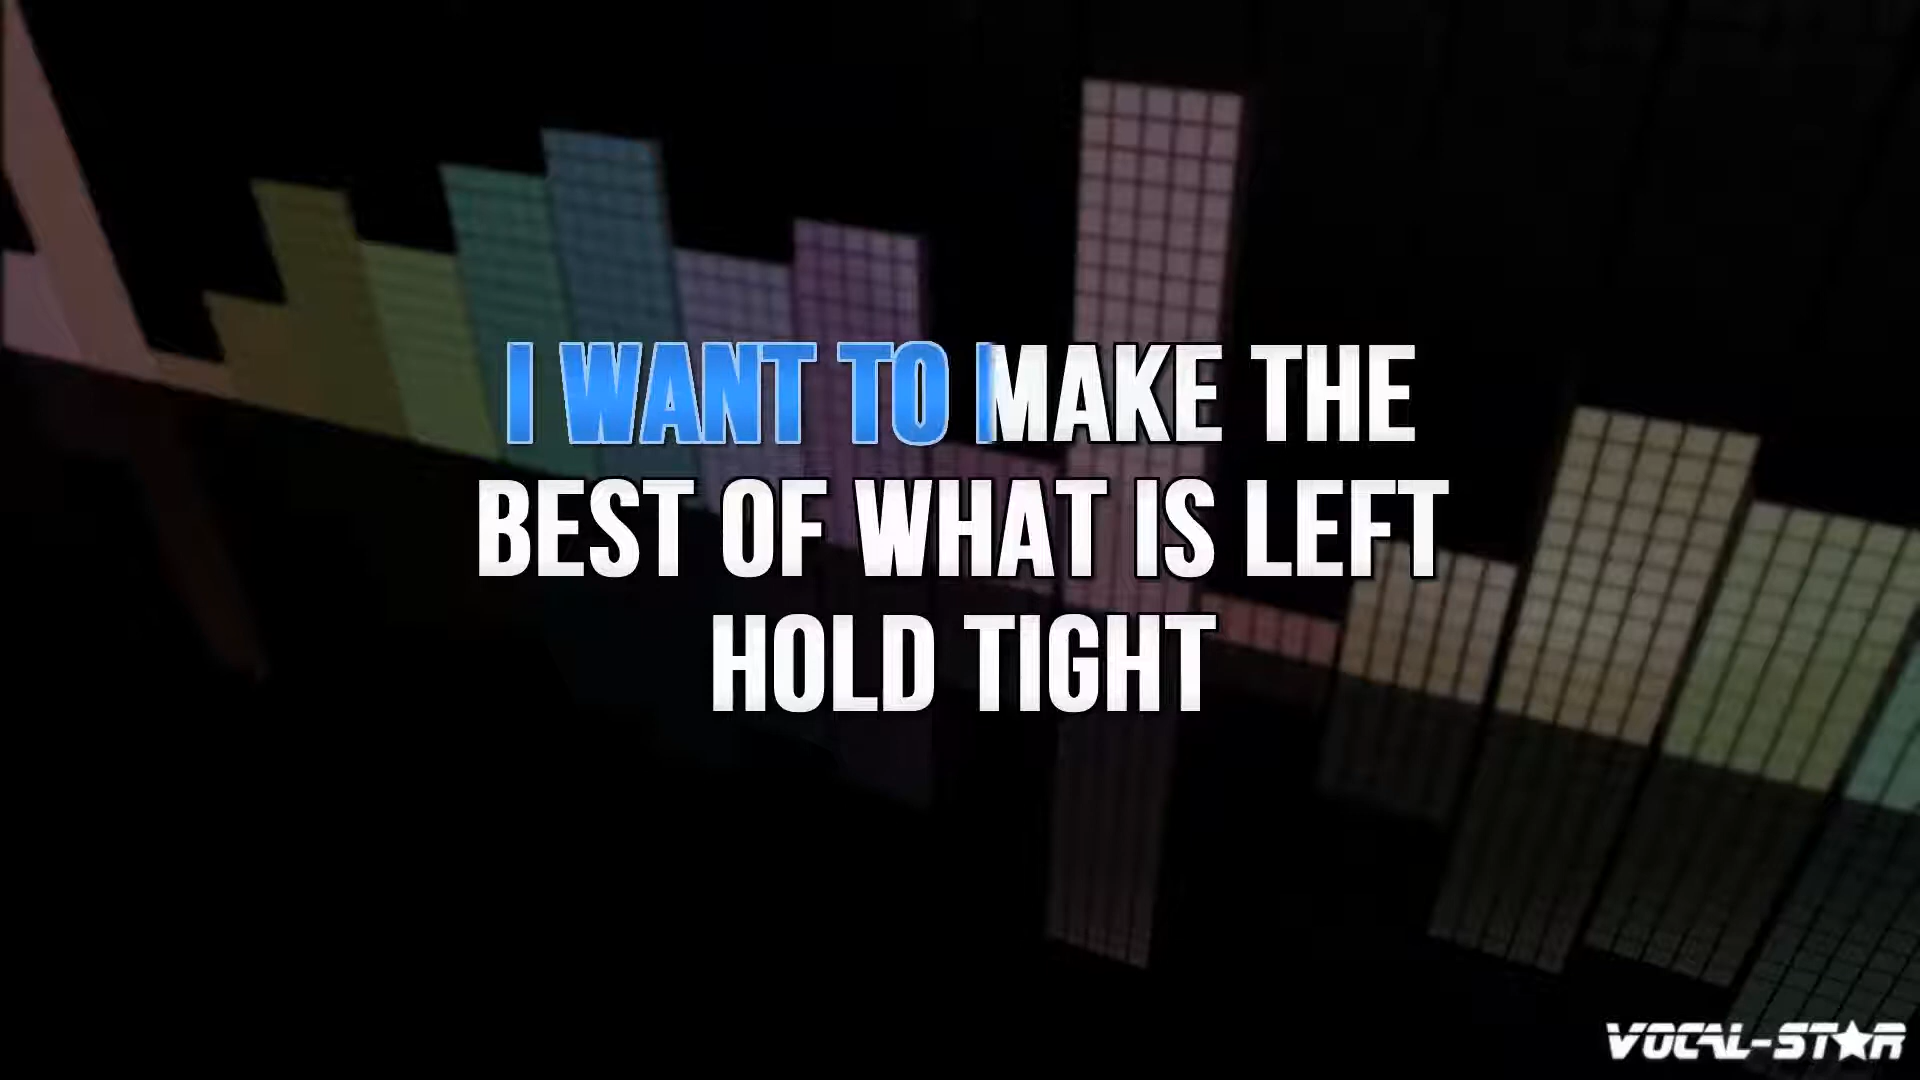 I WANT TO MAKE THE
BEST OF WHAT IS LEFT
HOLD TIGHT
VOCAL-STAR